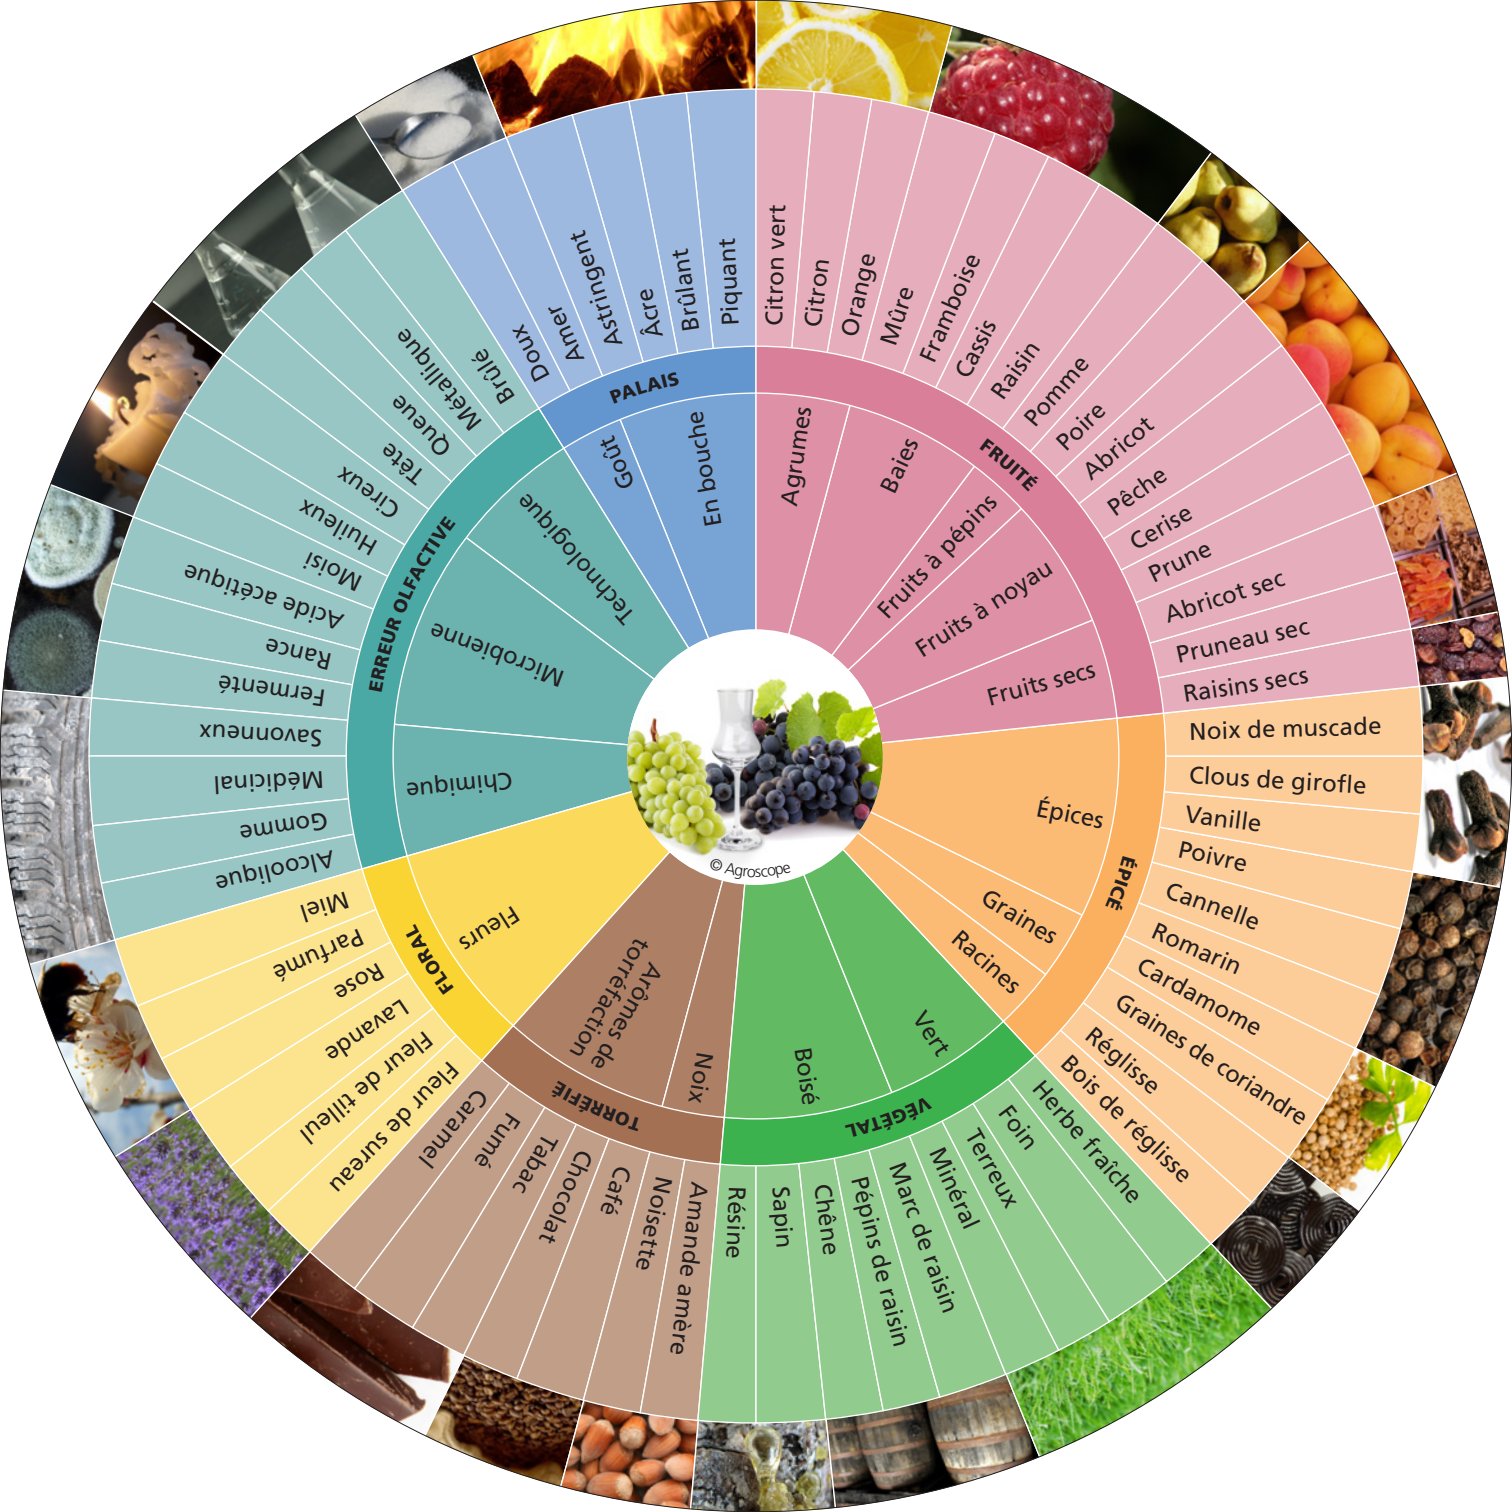 PALAIS
Goût
En bouche
Doux
Amer
Astringent
Âcre
Brûlant
Piquant
FRUITÉ
Agrumes
Baies
Fruits à pépins
Fruits à noyau
Fruits secs
Citron vert
Citron
Orange
Mûre
Framboise
Cassis
Raisin
Pomme
Poire
Abricot
Pêche
Cerise
Prune
Abricot sec
Pruneau sec
Raisins secs
ÉPICÉ
Épices
Graines
Racines
Noix de muscade
Clous de girofle
Vanille
Poivre
Cannelle
Romarin
Cardamome
Graines de coriandre
Réglisse
Bois de réglisse
VÉGÉTAL
Vert
Boisé
Herbe fraîche
Foin
Terreux
Minéral
Marc de raisin
Pépins de raisin
Chêne
Sapin
Résine
TORRÉFIÉ
Noix
Arômes de
torréfaction
Amande amère
Noisette
Café
Chocolat
Tabac
Fumé
Caramel
FLORAL
Fleurs
Fleur de sureau
Fleur de tilleul
Lavande
Rose
Parfumé
Miel
ERREUR OLFACTIVE
Chimique
Microbienne
Technologique
Alcoolique
Gomme
Médicinal
Savonneux
Fermenté
Rance
Acide acétique
Moisi
Huilleux
Cireux
Tête
Queue
Métallique
Brûlé
© Agroscope